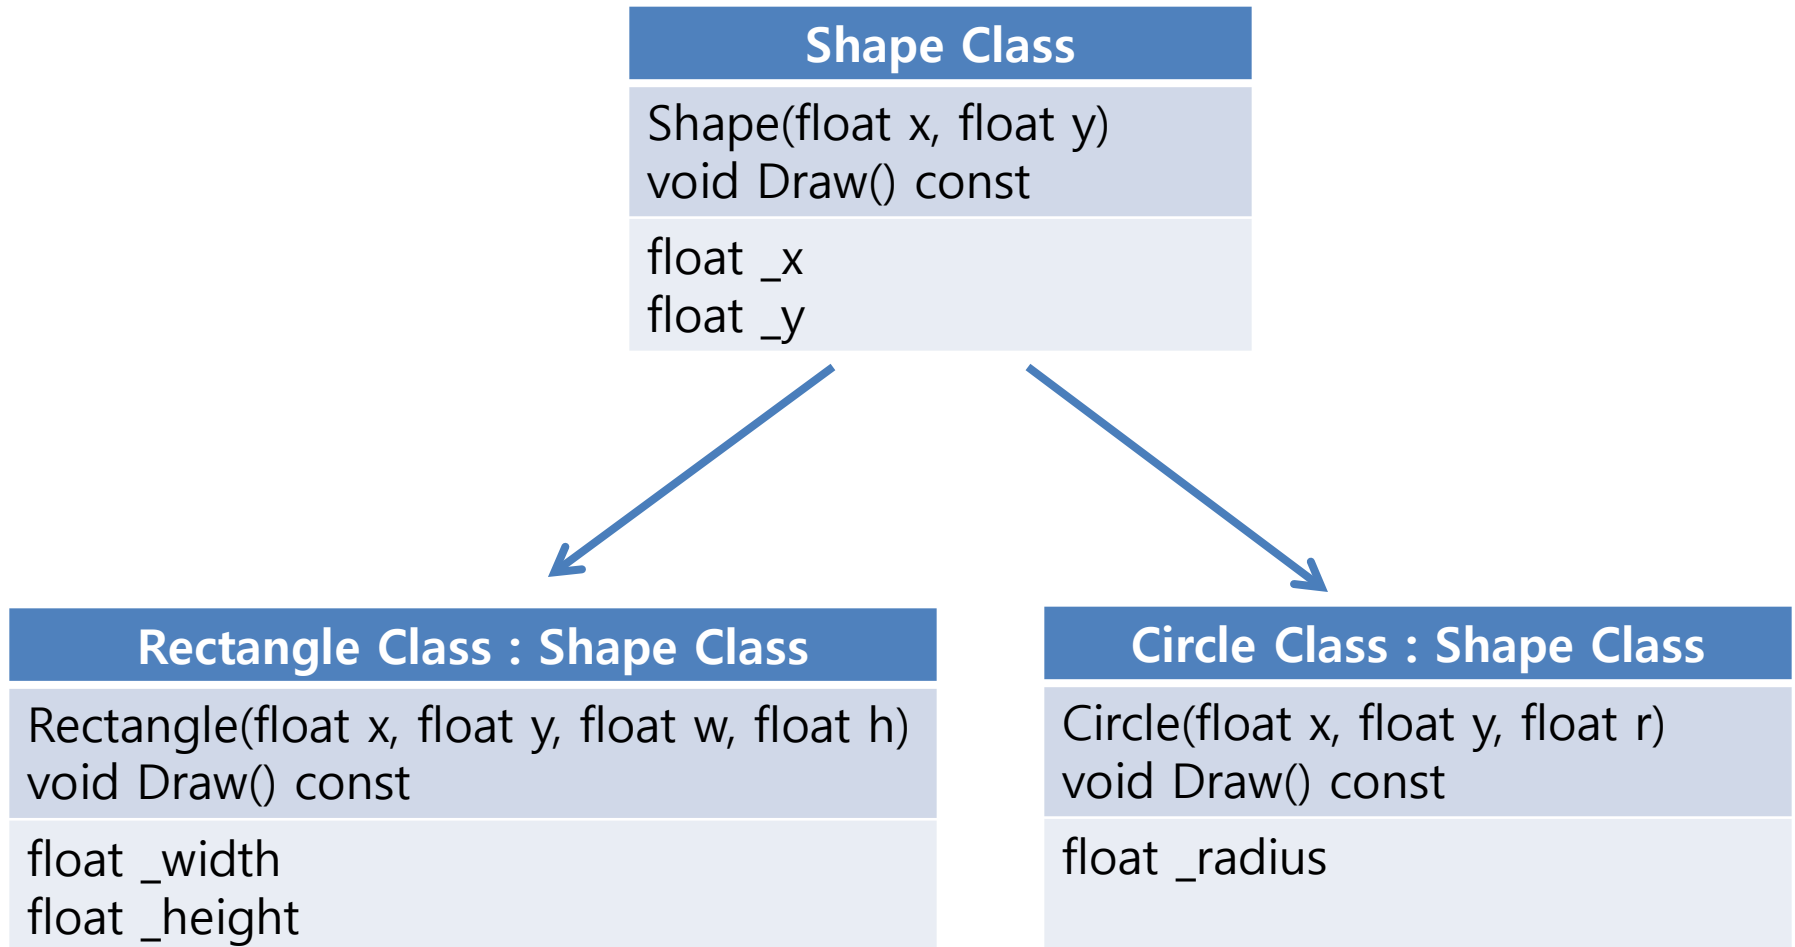 Shape Class
Shape(float x, float y)
void Draw() const
float _x
float _y
Rectangle Class : Shape Class
Rectangle(float x, float y, float w, float h)
void Draw() const
float _width
float _height
Circle Class : Shape Class
Circle(float x, float y, float r)
void Draw() const
float _radius